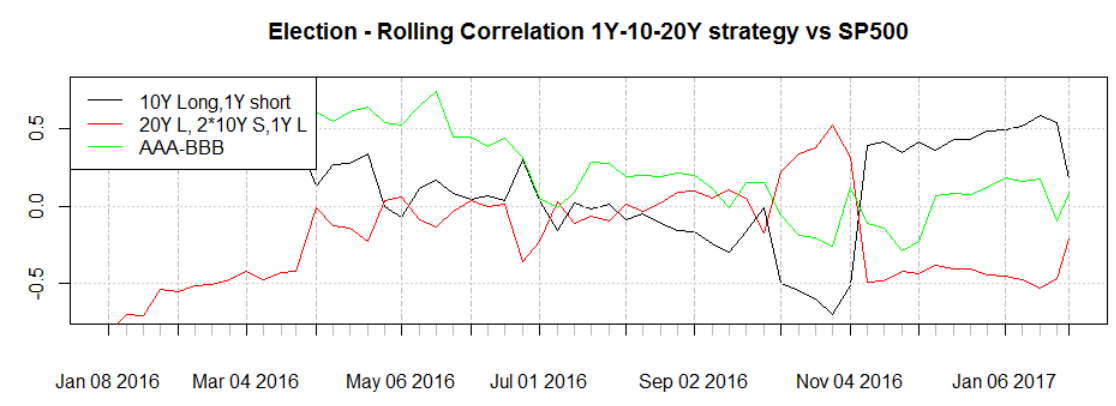 Election - Rolling Correlation 1Y-10-20Y strategy vs SP500
10Y Long,1Y short
20Y L, 2*10Y S,1Y L
AAA-BBB
0.5
0.0
-0.5
Jan 08 2016 Mar 04 2016 May 06 2016 Jul 01 2016 Sep 02 2016 Nov 04 2016 Jan 06 2017